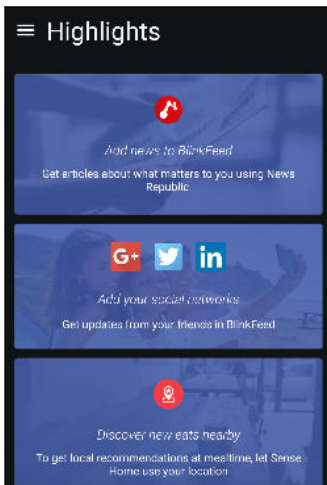 Highlights
Add news to BlinkFeed
Get articles about what matters to you using News
Republic
G+
in
Add your social networks
Get updates from your friends in BlinkFeed
Discover new eats nearby
To get local recommendations at mealtime, let Sense
Home use your location